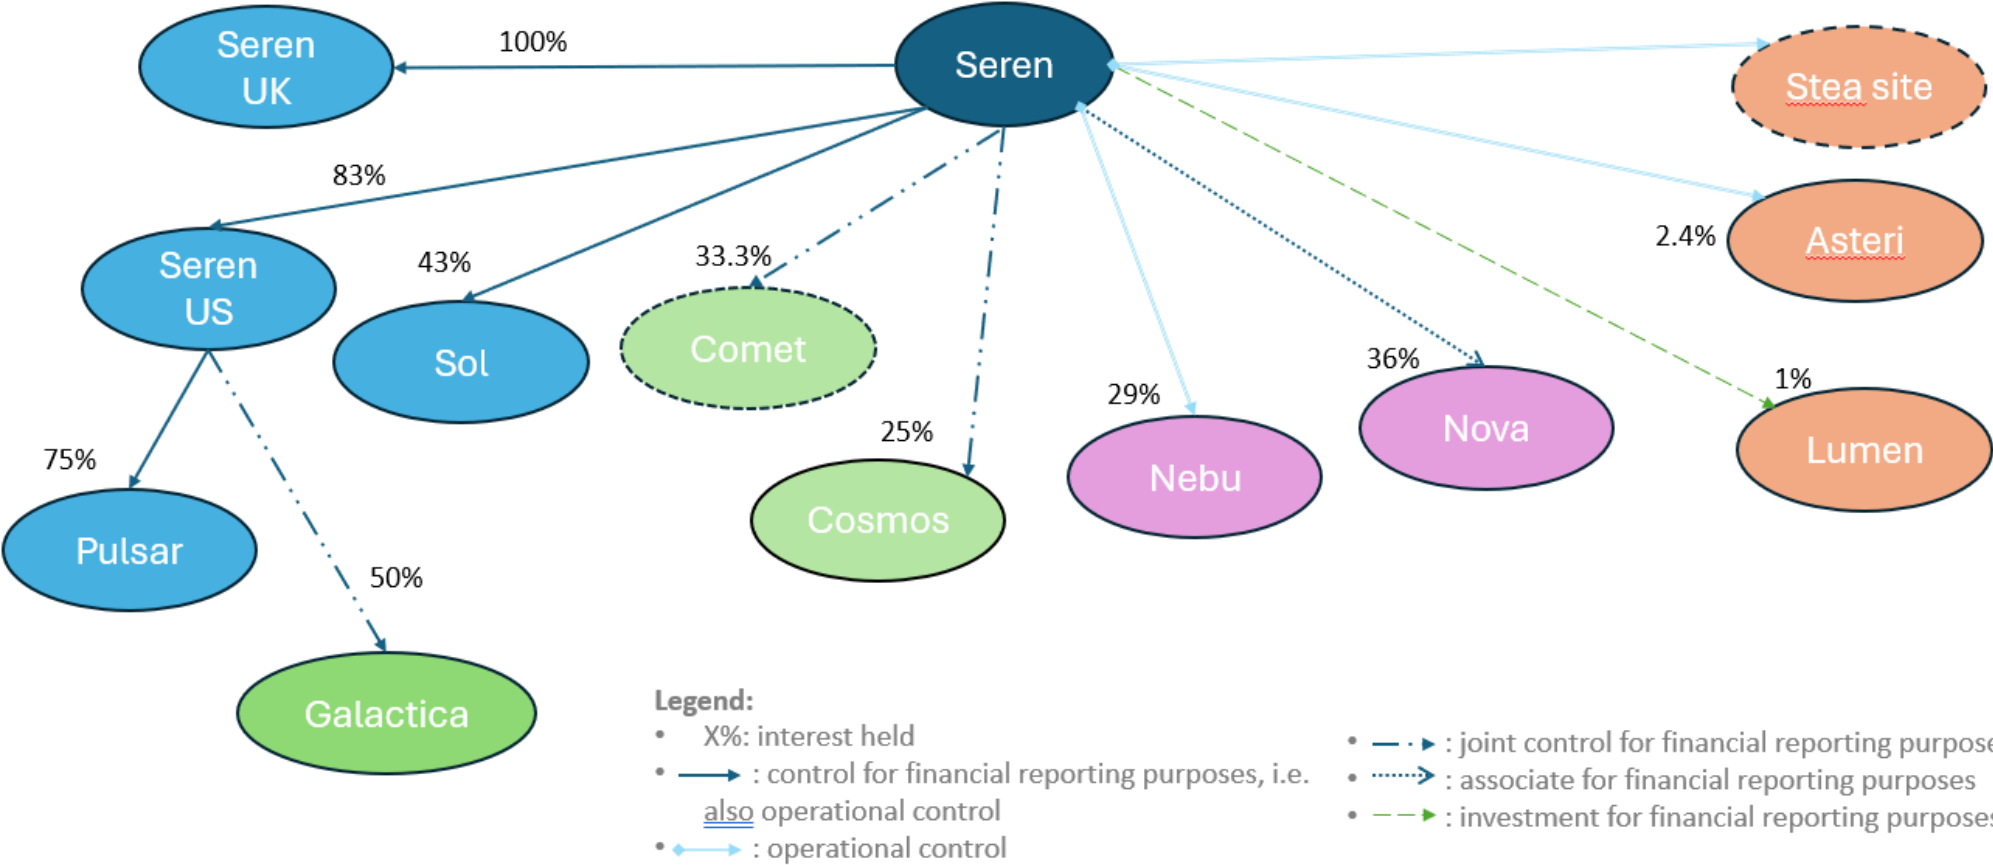 Seren
UK
100%
Seren
Stea site
83%
2.4%
Asteri
Seren
US
43%
Sol
33.3%
Comet
36%
Nova
1%
Lumen
29%
Nebu
25%
Cosmos
75%
Pulsar
50%
Galactica
Legend:
• X%: interest held
• : control for financial reporting purposes, i.e.
also operational control
• : operational control
• : joint control for financial reporting purpose
• : associate for financial reporting purposes
• : investment for financial reporting purposes